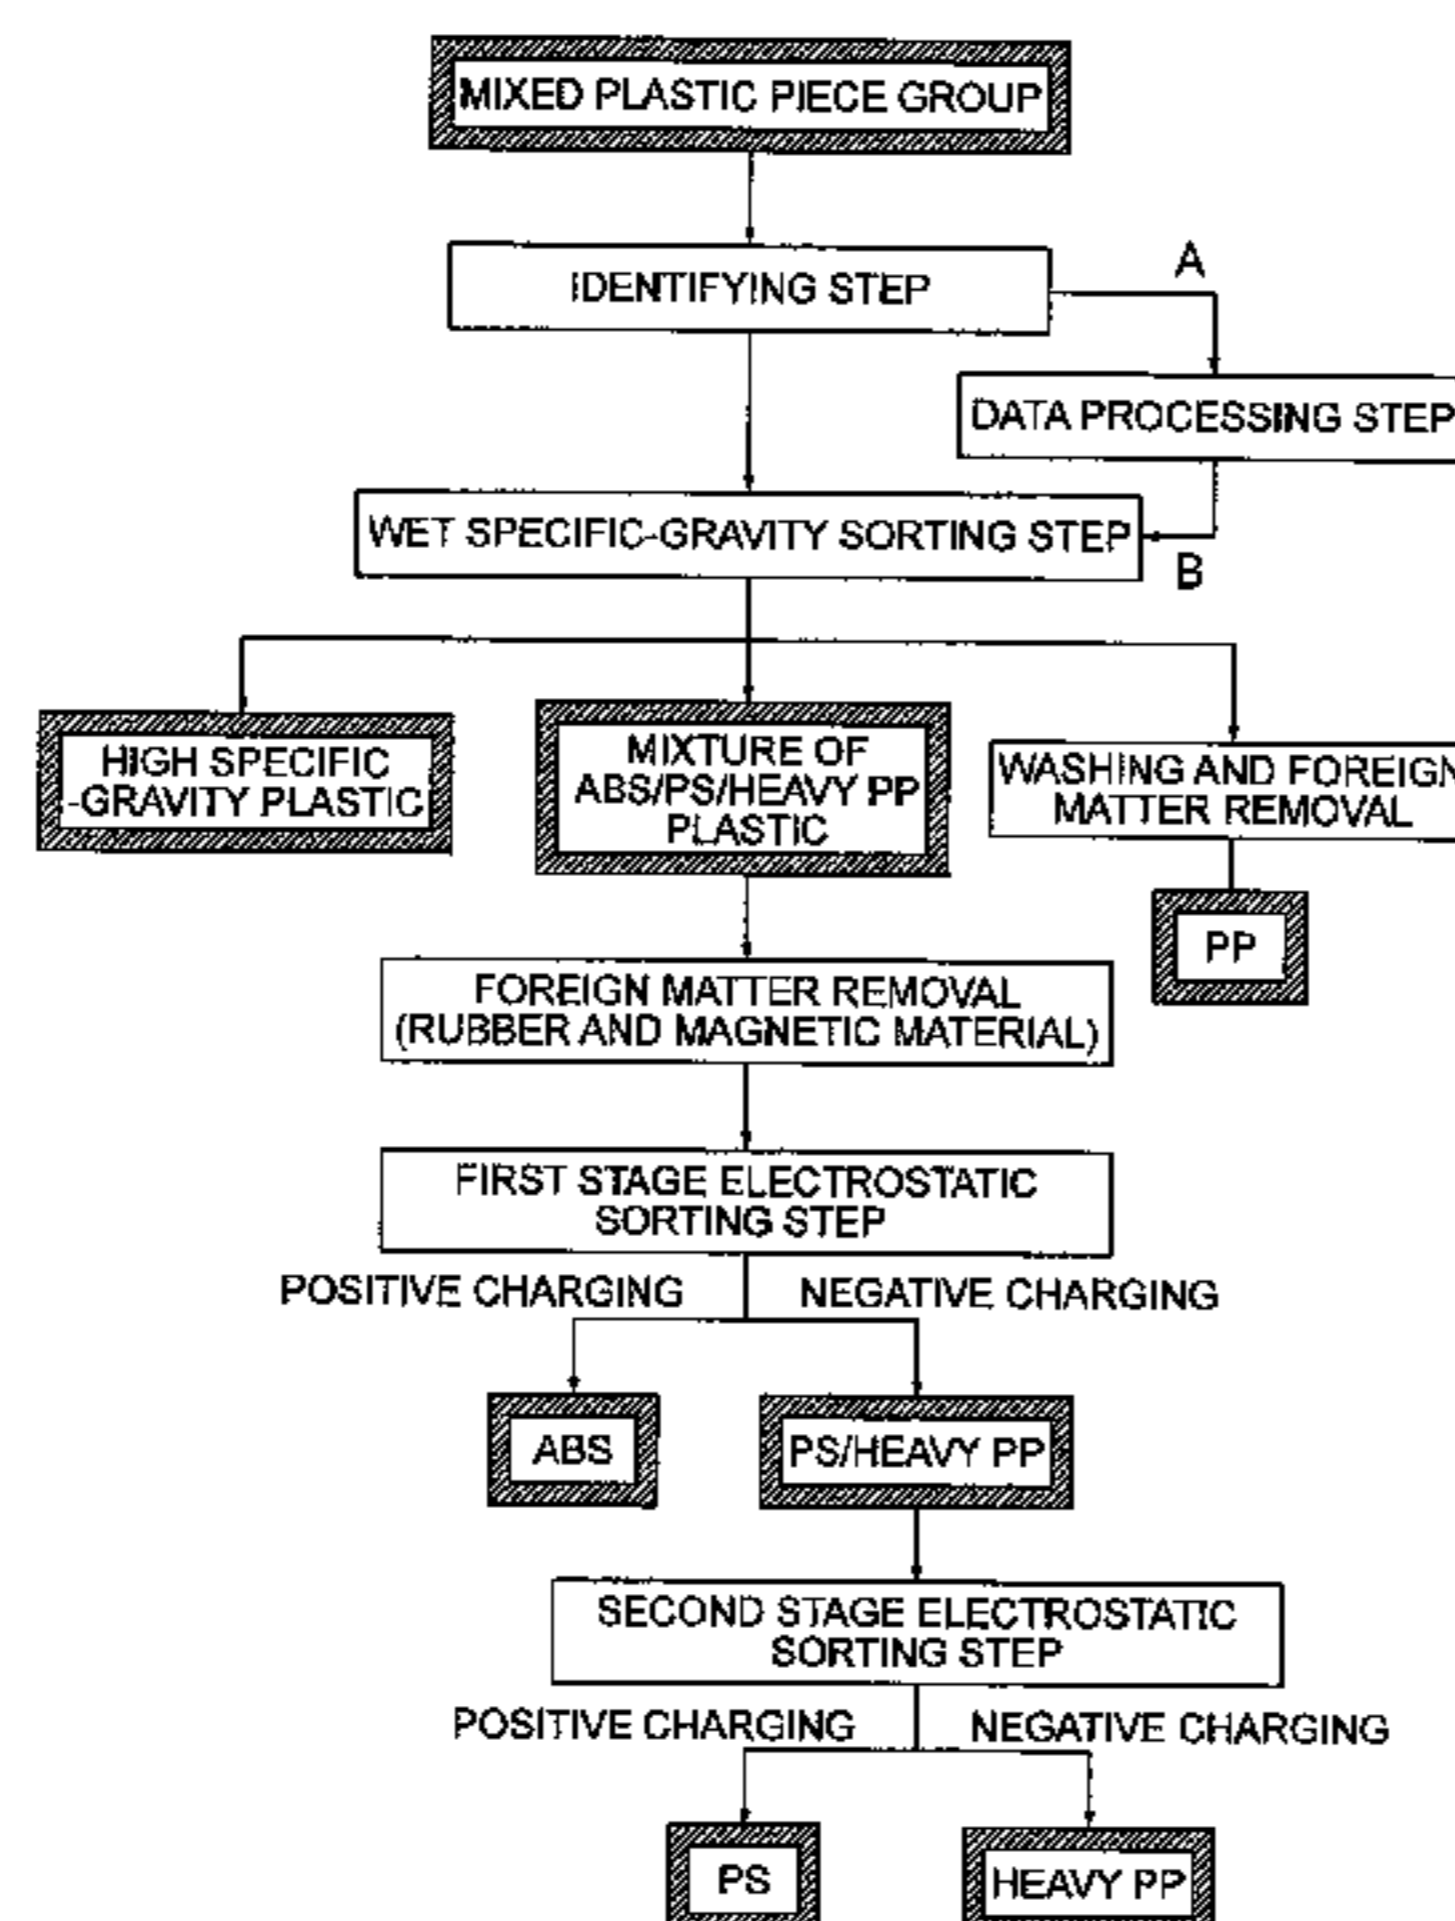 MIXED PLASTIC PIECE GROUP
IDENTIFYING STEP
A
DATA PROCESSING STEP
WET SPECIFIC-GRAVITY SORTING STEP
B
HIGH SPECIFIC
-GRAVITY PLASTIC
MIXTURE OF
ABS/PS/HEAVY PP
PLASTIC
WASHING AND FOREIGN
MATTER REMOVAL
PP
FOREIGN MATTER REMOVAL
(RUBBER AND MAGNETIC MATERIAL)
FIRST STAGE ELECTROSTATIC
SORTING STEP
POSITIVE CHARGING
NEGATIVE CHARGING
ABS
PS/HEAVY PP
SECOND STAGE ELECTROSTATIC
SORTING STEP
POSITIVE CHARGING
NEGATIVE CHARGING
PS
HEAVY PP